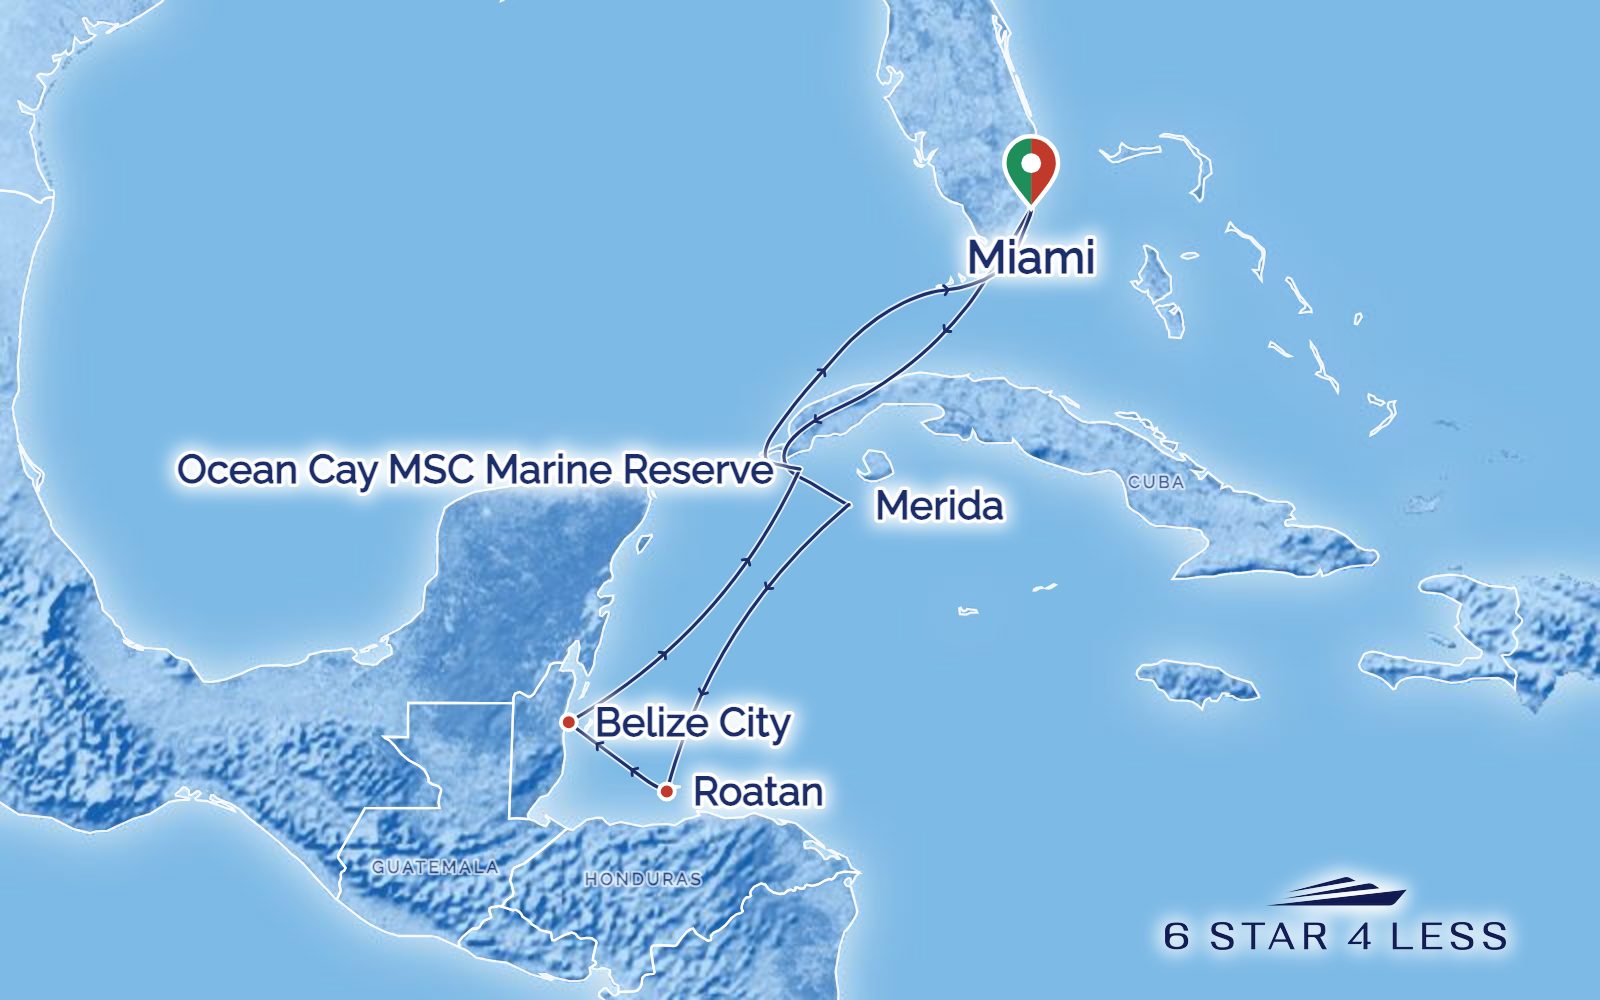 Miami
Ocean Cay MSC Marine Reserve
CUBA
Merida
Belize City
Roatan
GUATEMALA
HONDURAS
6 STAR 4 LESS